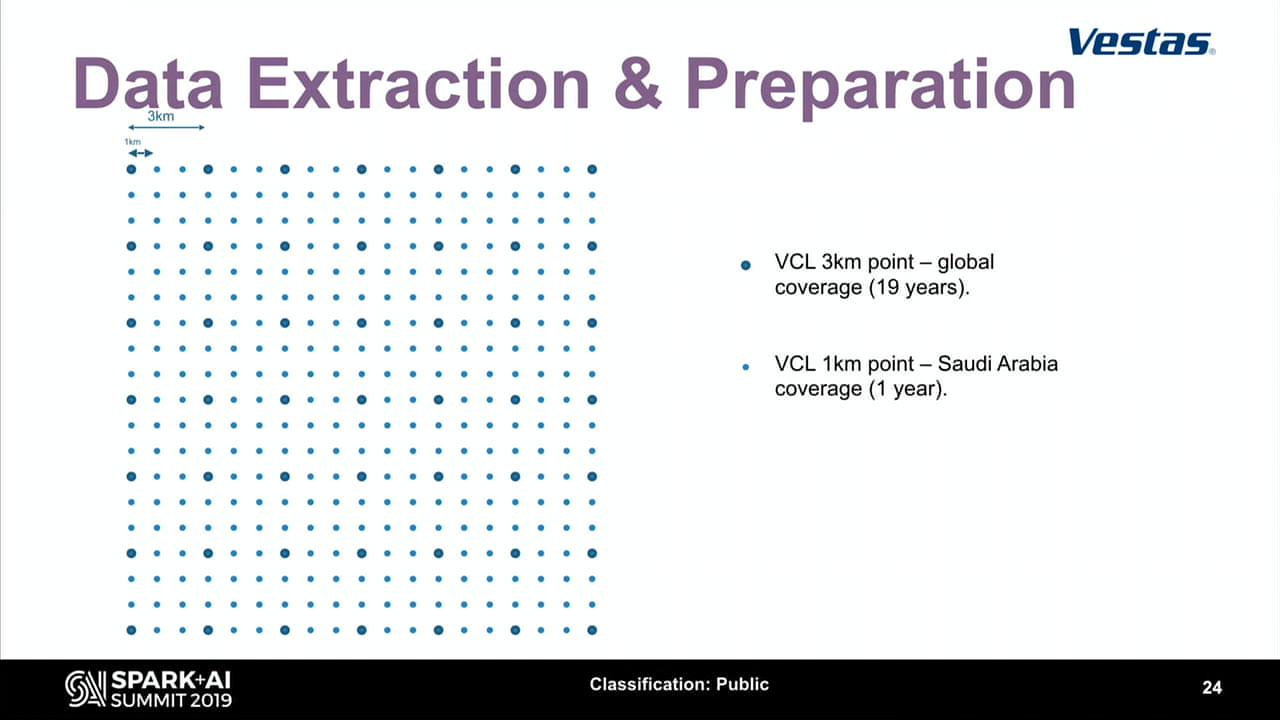 Vestas®
Data Extraction & Preparation
3km
1km
VCL 3km point – global
coverage (19 years).
VCL 1km point – Saudi Arabia
coverage (1 year).
SPARK+AI
SUMMIT 2019
Classification: Public
24